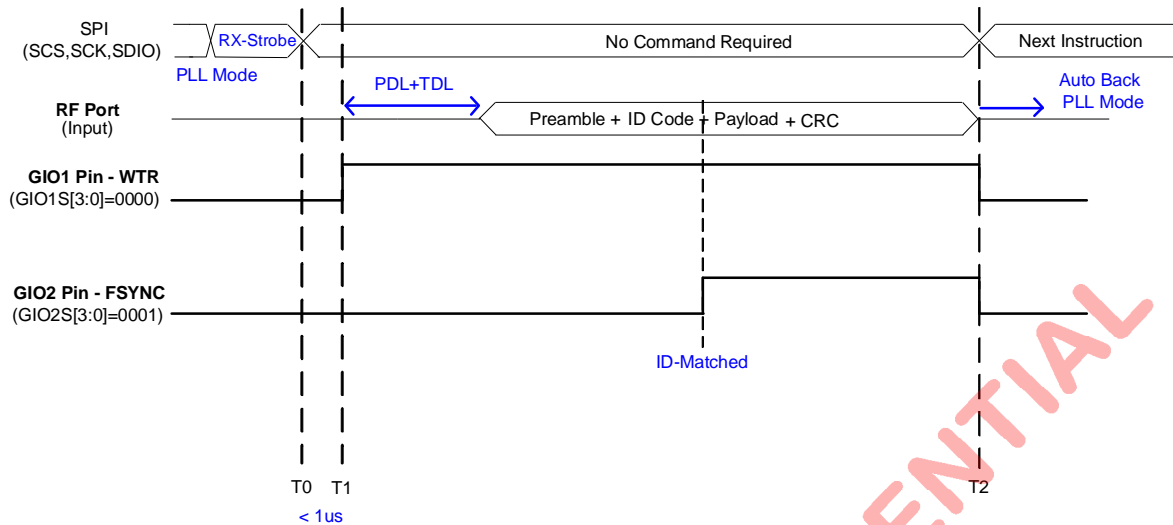 SPI
(SCS,SCK,SDIO)
RX-Strobe
No Command Required
Next Instruction
PLL Mode
PDL+TDL
Auto Back
PLL Mode
RF Port
(Input)
Preamble + ID Code + Payload + CRC
GIO1 Pin - WTR
(GIO1S[3:0]=0000)
GIO2 Pin - FSYNC
(GIO2S[3:0]=0001)
ID-Matched
ENTIAL
T0 T1 T2
< 1us